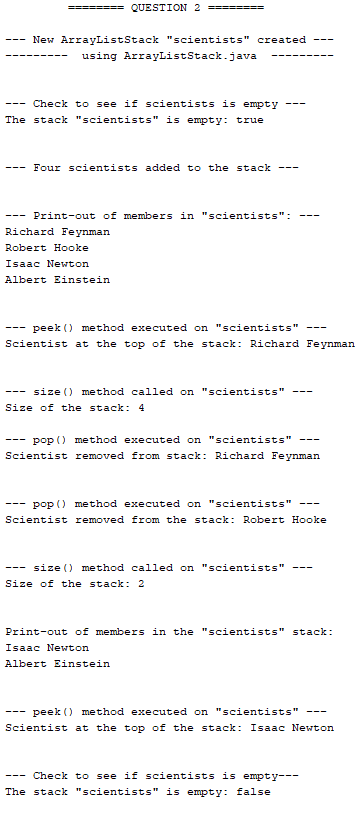 ======== QUESTION 2 ========
--- New ArrayListStack "scientists" created ---
--------- using ArrayListStack.java ---------
--- Check to see if scientists is empty ---
The stack "scientists" is empty: true
--- Four scientists added to the stack ---
--- Print-out of members in "scientists": ---
Richard Feynman
Robert Hooke
Isaac Newton
Albert Einstein
--- peek() method executed on "scientists" ---
Scientist at the top of the stack: Richard Feynman
--- size() method called on "scientists" ---
Size of the stack: 4
--- pop() method executed on "scientists" ---
Scientist removed from stack: Richard Feynman
--- pop() method executed on "scientists" ---
Scientist removed from the stack: Robert Hooke
--- size() method called on "scientists" ---
Size of the stack: 2
Print-out of members in the "scientists" stack:
Isaac Newton
Albert Einstein
--- peek() method executed on "scientists" ---
Scientist at the top of the stack: Isaac Newton
--- Check to see if scientists is empty---
The stack "scientists" is empty: false